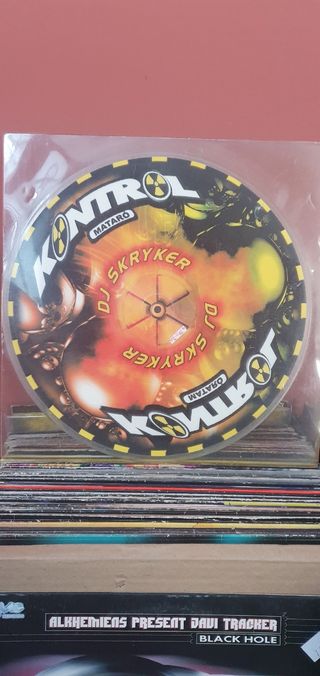 KONTROL
MATARÓ
DJ SKRYKER
DJ SKRYKER
KONTROL
MATARÓ
ALKHEMIENS PRESENT DAVI TRACKER
BLACK HOLE